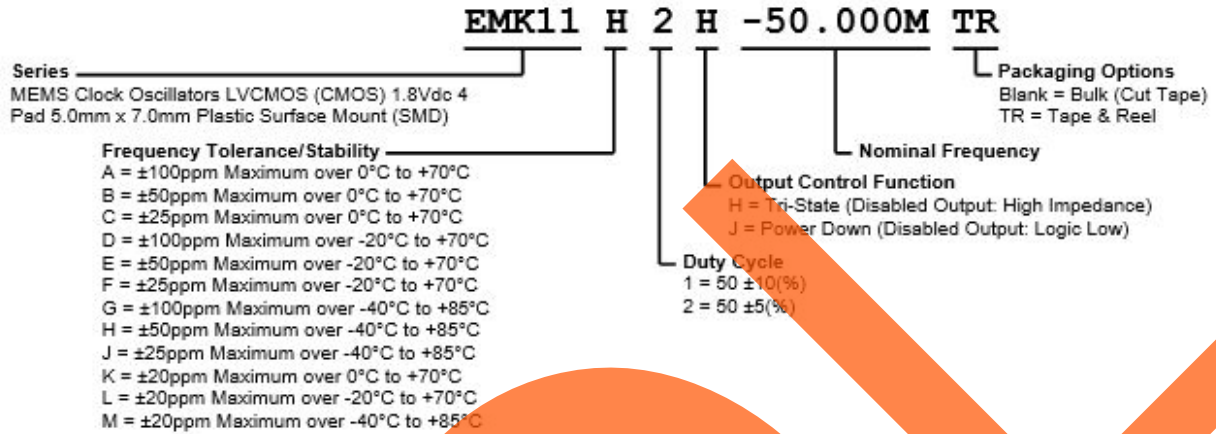 EMK11 H 2 H -50.000M TR
Series
MEMS Clock Oscillators LVCMOS (CMOS) 1.8Vdc 4
Pad 5.0mm x 7.0mm Plastic Surface Mount (SMD)
Packaging Options
Blank = Bulk (Cut Tape)
TR = Tape & Reel
Frequency Tolerance/Stability
A = ±100ppm Maximum over 0°C to +70°C
B = ±50ppm Maximum over 0°C to +70°C
C = ±25ppm Maximum over 0°C to +70°C
D = ±100ppm Maximum over -20°C to +70°C
E = ±50ppm Maximum over -20°C to +70°C
F = ±25ppm Maximum over -20°C to +70°C
G = ±100ppm Maximum over -40°C to +85°C
H = ±50ppm Maximum over -40°C to +85°C
J = ±25ppm Maximum over -40°C to +85°C
K = ±20ppm Maximum over 0°C to +70°C
L = ±20ppm Maximum over -20°C to +70°C
M = ±20ppm Maximum over -40°C to +85°C
Nominal Frequency
Output Control Function
H = Tri-State (Disabled Output: High Impedance)
J = Power Down (Disabled Output: Logic Low)
Duty Cycle
1 = 50 ±10(%)
2 = 50 ±5(%)